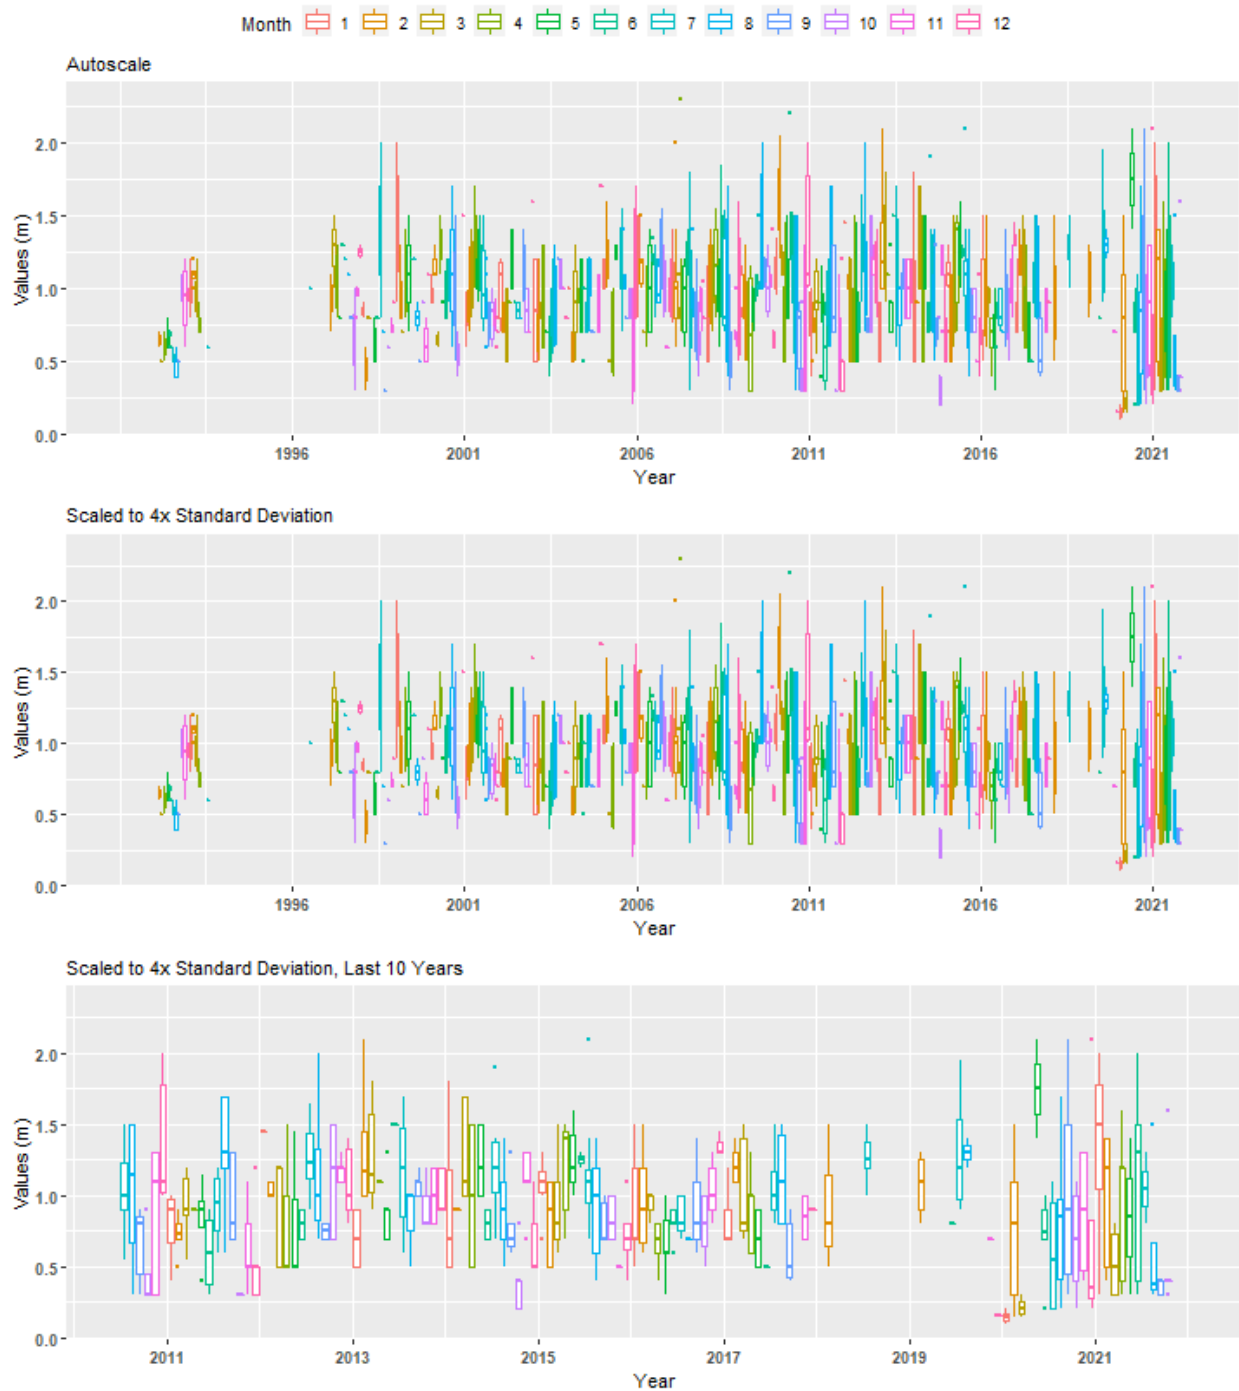 Month 1 2 3 4 5 6 7 8 9 10 11 12
Autoscale
Values (m)
2.0
1.5
1.0
0.5
0.0
1996 2001 2006 2011 2016 2021
Year
Scaled to 4x Standard Deviation
Values (m)
2.0
1.5
1.0
0.5
0.0
1996 2001 2006 2011 2016 2021
Year
Scaled to 4x Standard Deviation, Last 10 Years
Values (m)
2.0
1.5
1.0
0.5
0.0
2011 2013 2015 2017 2019 2021
Year